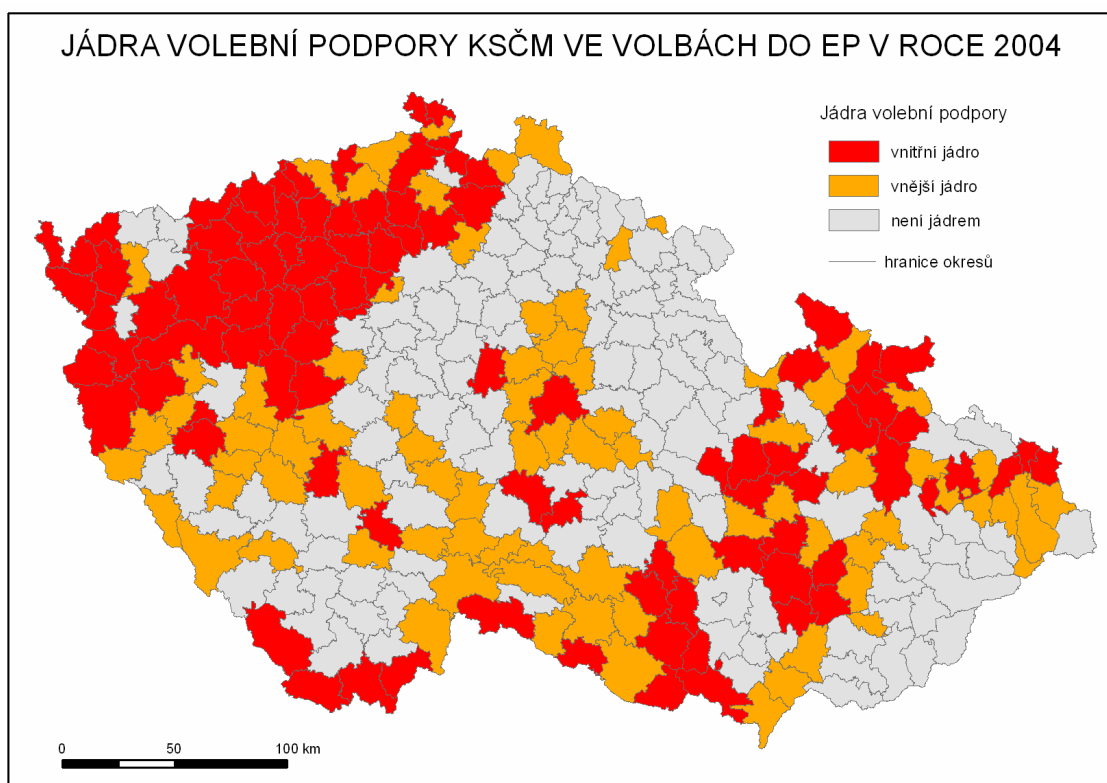 JÁDRA VOLEBNÍ PODPORY KSČM VE VOLBÁCH DO EP V ROCE 2004
Jádra volební podpory
vnitřní jádro
vnější jádro
není jádrem
hranice okresů
0 50 100 km